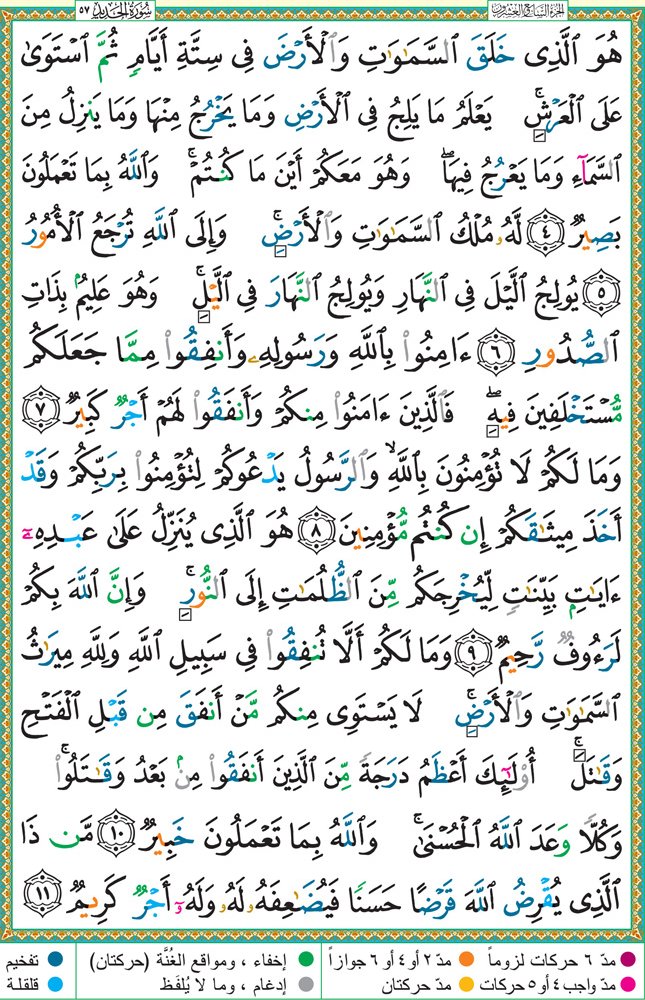 الجزء السابع والعشرون
سُورَةُ الحَدِيد ٥٧
هُوَ ٱلَّذِى خَلَقَ ٱلسَّمَٰوَٰتِ وَٱلْأَرْضَ فِى سِتَّةِ أَيَّامٍ ثُمَّ ٱسْتَوَىٰ
عَلَى ٱلْعَرْشِ ۚ يَعْلَمُ مَا يَلِجُ فِى ٱلْأَرْضِ وَمَا يَخْرُجُ مِنْهَا وَمَا يَنزِلُ مِنَ
ٱلسَّمَآءِ وَمَا يَعْرُجُ فِيهَا ۖ وَهُوَ مَعَكُمْ أَيْنَ مَا كُنتُمْ ۚ وَٱللَّهُ بِمَا تَعْمَلُونَ
بَصِيرٌ ٤ لَّهُۥ مُلْكُ ٱلسَّمَٰوَٰتِ وَٱلْأَرْضِ ۚ وَإِلَى ٱللَّهِ تُرْجَعُ ٱلْأُمُورُ
٥ يُولِجُ ٱلَّيْلَ فِى ٱلنَّهَارِ وَيُولِجُ ٱلنَّهَارَ فِى ٱلَّيْلِ ۚ وَهُوَ عَلِيمٌۢ بِذَاتِ
ٱلصُّدُورِ ٦ ءَامِنُوا۟ بِٱللَّهِ وَرَسُولِهِۦ وَأَنفِقُوا۟ مِمَّا جَعَلَكُم
مُّسْتَخْلَفِينَ فِيهِ ۖ فَٱلَّذِينَ ءَامَنُوا۟ مِنكُمْ وَأَنفَقُوا۟ لَهُمْ أَجْرٌ كَبِيرٌ ٧
وَمَا لَكُمْ لَا تُؤْمِنُونَ بِٱللَّهِ ۙ وَٱلرَّسُولُ يَدْعُوكُمْ لِتُؤْمِنُوا۟ بِرَبِّكُمْ وَقَدْ
أَخَذَ مِيثَٰقَكُمْ إِن كُنتُم مُّؤْمِنِينَ ٨ هُوَ ٱلَّذِى يُنَزِّلُ عَلَىٰ عَبْدِهِۦٓ
ءَايَٰتٍۭ بَيِّنَٰتٍ لِّيُخْرِجَكُم مِّنَ ٱلظُّلُمَٰتِ إِلَى ٱلنُّورِ ۚ وَإِنَّ ٱللَّهَ بِكُمْ
لَرَءُوفٌ رَّحِيمٌ ٩ وَمَا لَكُمْ أَلَّا تُنفِقُوا۟ فِى سَبِيلِ ٱللَّهِ وَلِلَّهِ مِيرَٰثُ
ٱلسَّمَٰوَٰتِ وَٱلْأَرْضِ ۚ لَا يَسْتَوِى مِنكُم مَّنْ أَنفَقَ مِن قَبْلِ ٱلْفَتْحِ
وَقَٰتَلَ ۚ أُو۟لَٰٓئِكَ أَعْظَمُ دَرَجَةً مِّنَ ٱلَّذِينَ أَنفَقُوا۟ مِنۢ بَعْدُ وَقَٰتَلُوا۟ ۚ
وَكُلًّا وَعَدَ ٱللَّهُ ٱلْحُسْنَىٰ ۚ وَٱللَّهُ بِمَا تَعْمَلُونَ خَبِيرٌ ١٠ مَّن ذَا
ٱلَّذِى يُقْرِضُ ٱللَّهَ قَرْضًا حَسَنًا فَيُضَٰعِفَهُۥ لَهُۥ وَلَهُۥٓ أَجْرٌ كَرِيمٌ ١١
مدّ ٦ حركات لزوماً مدّ ٢ أو ٤ أو ٦ جوازاً إخفاء ، ومواقع الغُنَّة (حركتان) تفخيم
مدّ واجب ٤ أو ٥ حركات مدّ حركتان إدغام ، وما لا يُلفَظ قلقلة